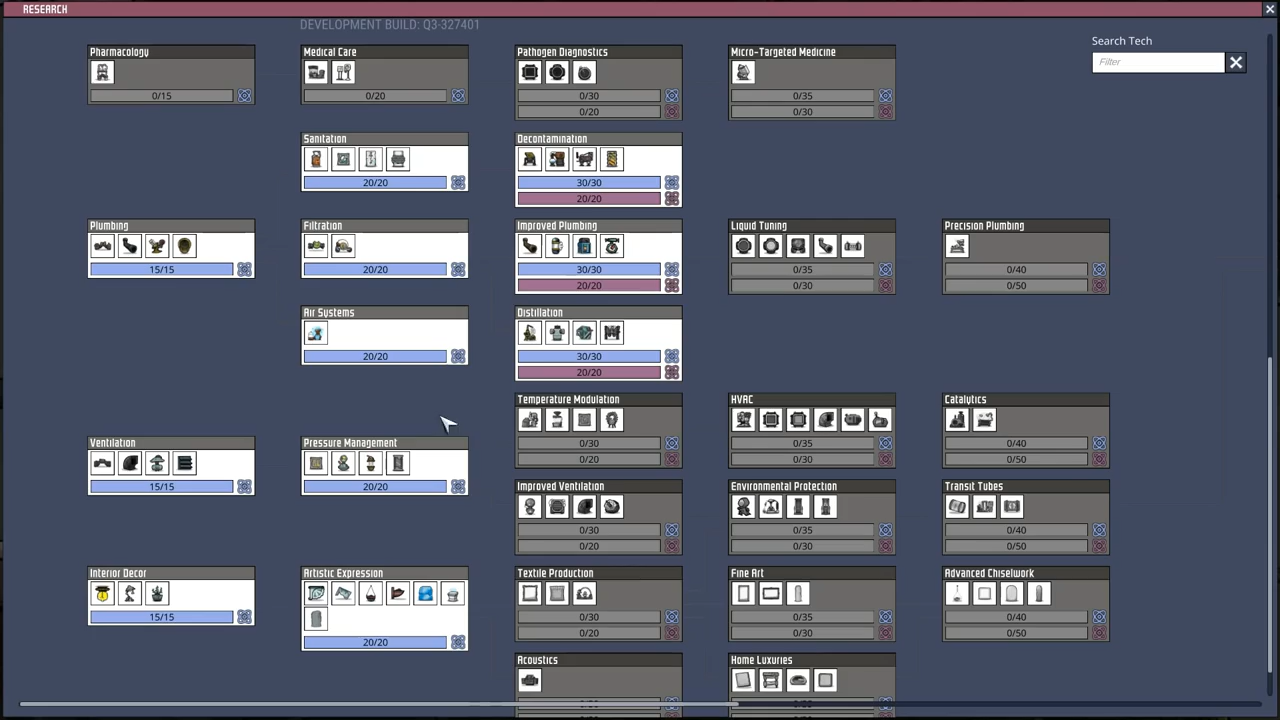 RESEARCH
DEVELOPMENT BUILD: Q3-327401
Search Tech
Filter
Pharmacology
0/15
Medical Care
0/20
Pathogen Diagnostics
0/30
0/20
Micro-Targeted Medicine
0/35
0/30
Sanitation
20/20
Decontamination
30/30
20/20
Plumbing
15/15
Filtration
20/20
Improved Plumbing
30/30
20/20
Liquid Tuning
0/35
0/30
Precision Plumbing
0/40
0/50
Air Systems
20/20
Distillation
30/30
20/20
Temperature Modulation
0/30
0/20
HVAC
0/35
0/30
Catalytics
0/40
0/50
Ventilation
15/15
Pressure Management
20/20
Improved Ventilation
0/30
0/20
Environmental Protection
0/35
0/30
Transit Tubes
0/40
0/50
Interior Decor
15/15
Artistic Expression
20/20
Textile Production
0/30
0/20
Fine Art
0/35
0/30
Advanced Chiselwork
0/40
0/50
Acoustics
Home Luxuries